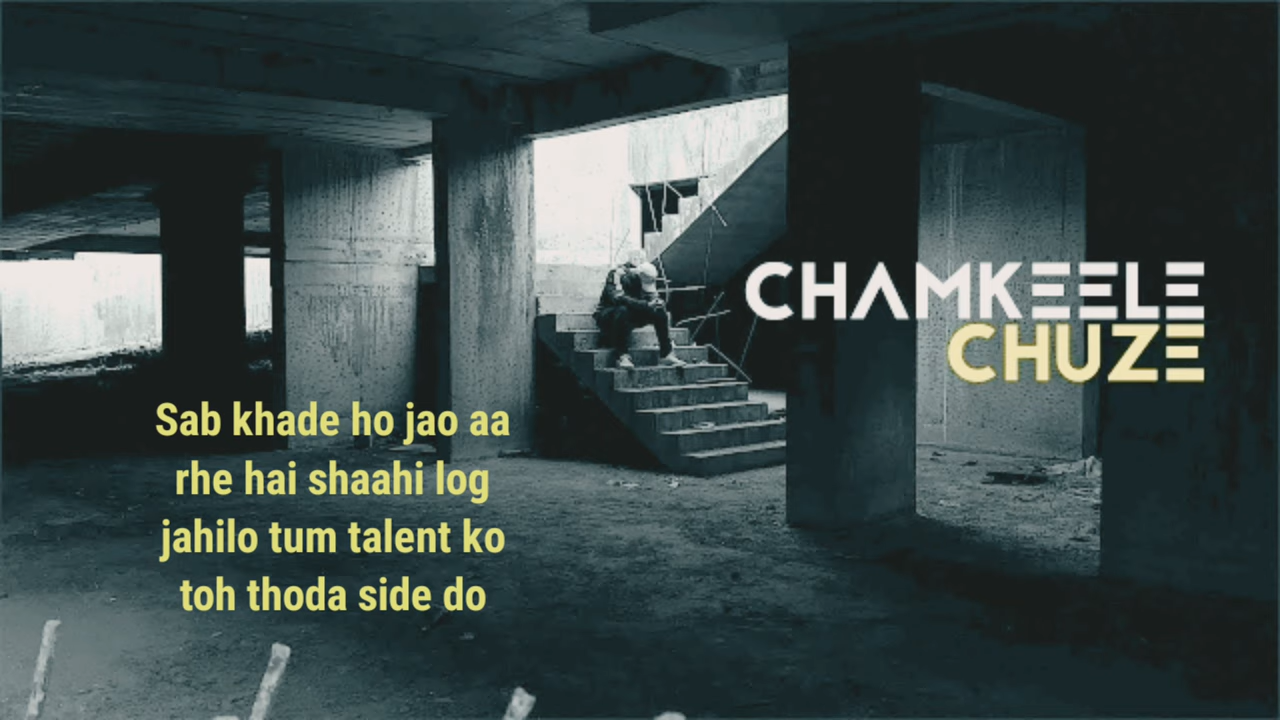 CHAMKEELE
CHUZE
Sab khade ho jao aa
rhe hai shaahi log
jahilo tum talent ko
toh thoda side do